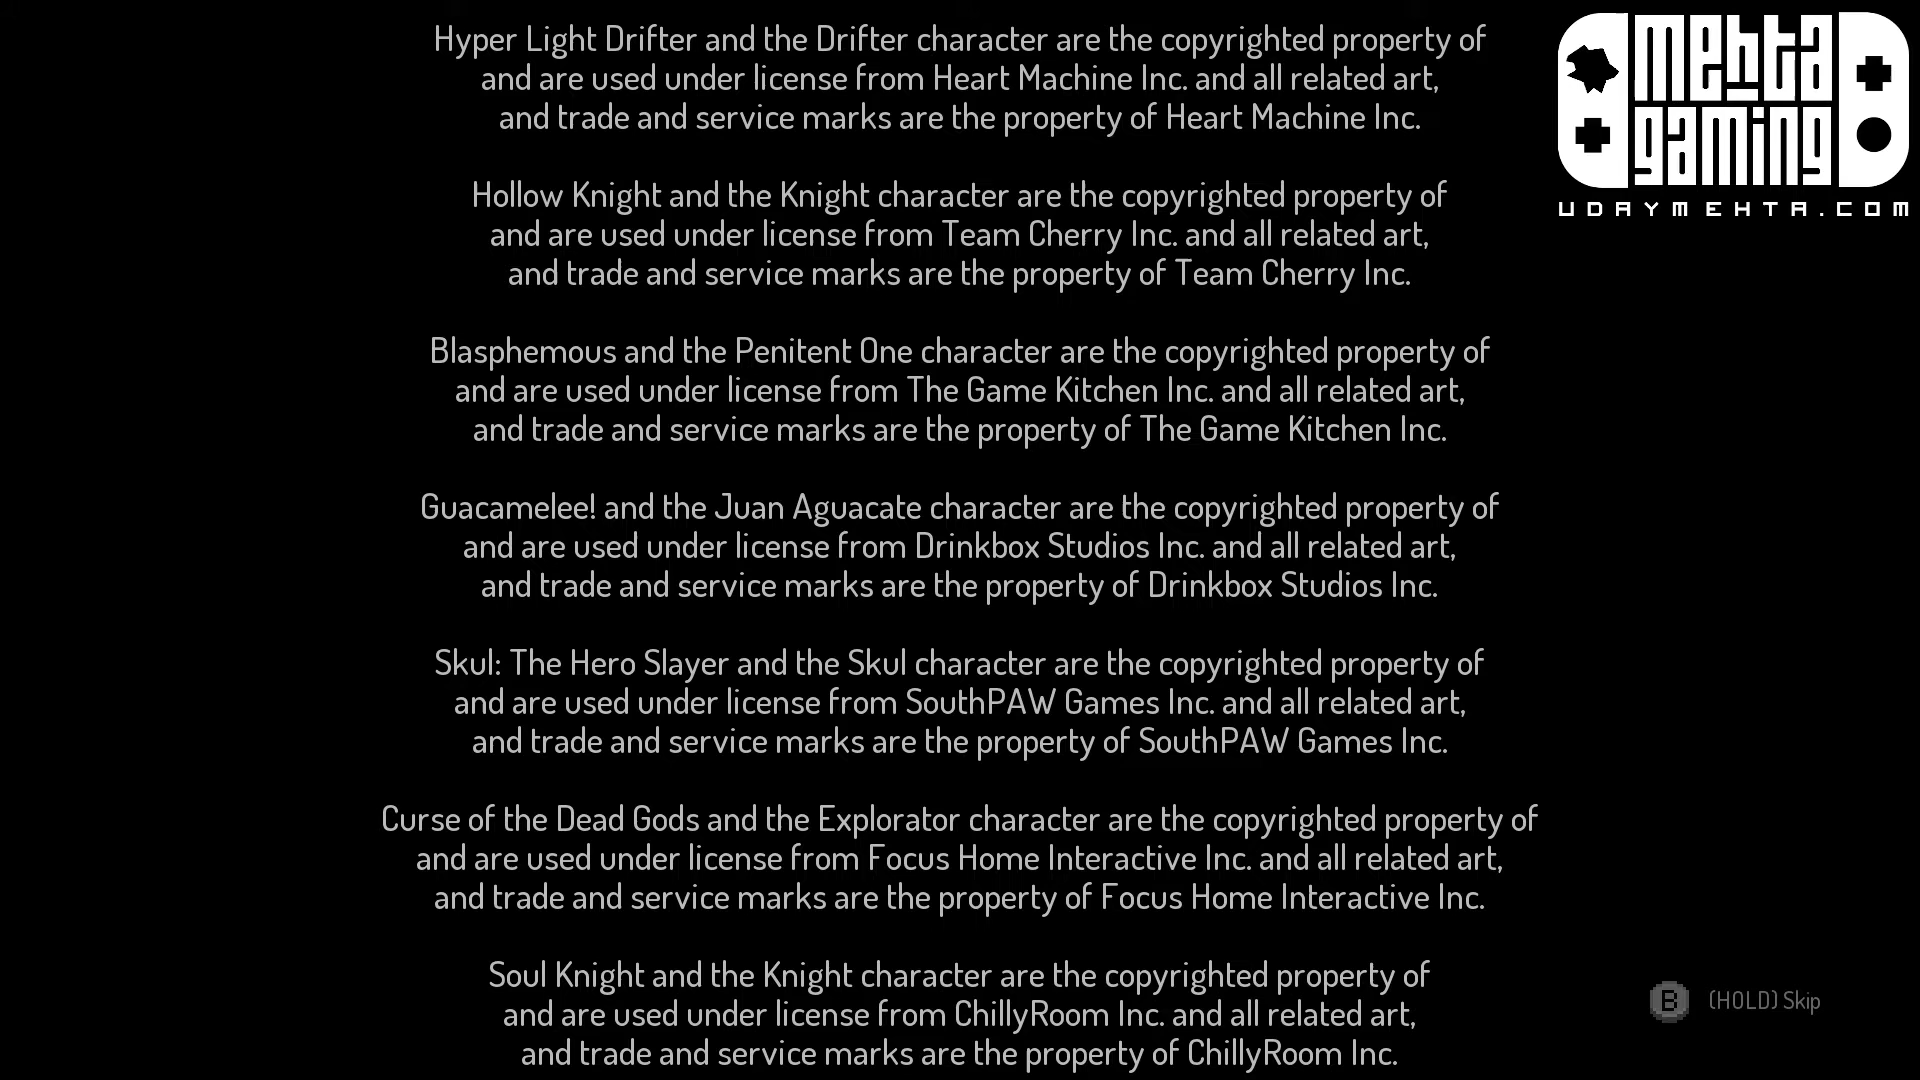 Hyper Light Drifter and the Drifter character are the copyrighted property of
and are used under license from Heart Machine Inc. and all related art,
and trade and service marks are the property of Heart Machine Inc.
Hollow Knight and the Knight character are the copyrighted property of
and are used under license from Team Cherry Inc. and all related art,
and trade and service marks are the property of Team Cherry Inc.
Blasphemous and the Penitent One character are the copyrighted property of
and are used under license from The Game Kitchen Inc. and all related art,
and trade and service marks are the property of The Game Kitchen Inc.
Guacamelee! and the Juan Aguacate character are the copyrighted property of
and are used under license from Drinkbox Studios Inc. and all related art,
and trade and service marks are the property of Drinkbox Studios Inc.
Skul: The Hero Slayer and the Skul character are the copyrighted property of
and are used under license from SouthPAW Games Inc. and all related art,
and trade and service marks are the property of SouthPAW Games Inc.
Curse of the Dead Gods and the Explorator character are the copyrighted property of
and are used under license from Focus Home Interactive Inc. and all related art,
and trade and service marks are the property of Focus Home Interactive Inc.
Soul Knight and the Knight character are the copyrighted property of
and are used under license from ChillyRoom Inc. and all related art,
and trade and service marks are the property of ChillyRoom Inc.
mehta
gaming
UDAYMEHTA.COM
B (HOLD) Skip